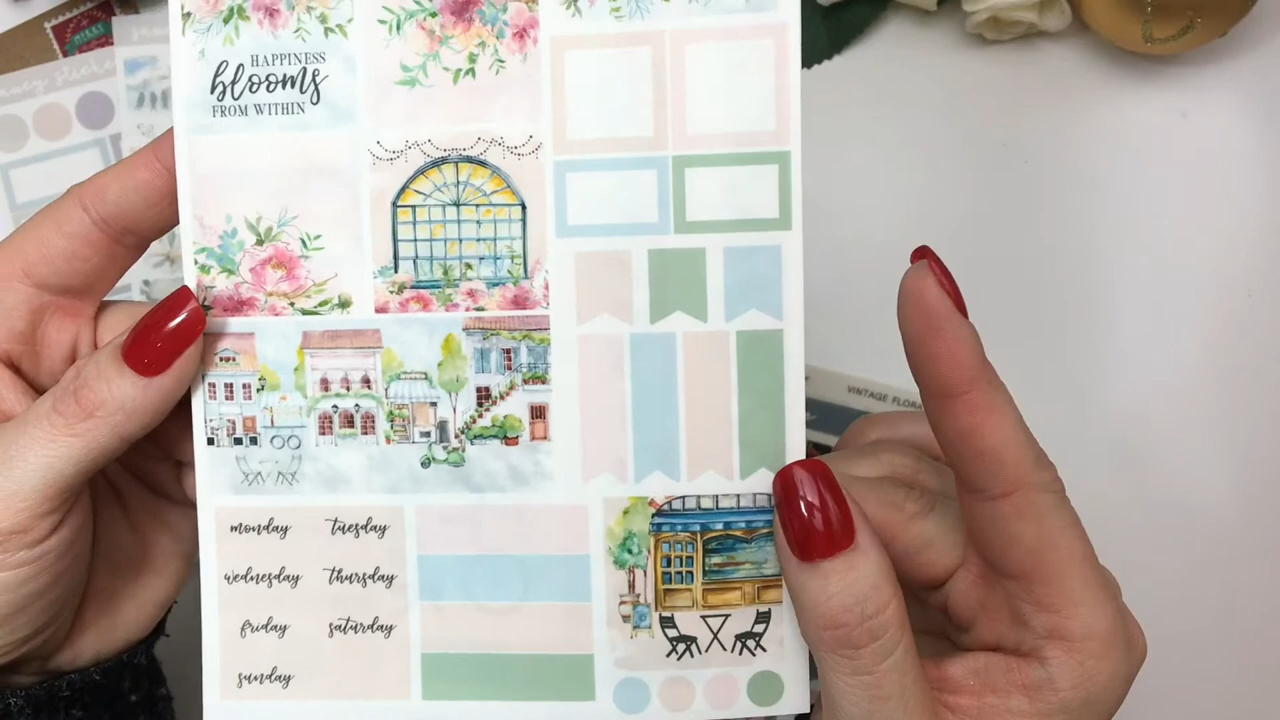 HAPPINESS
blooms
FROM WITHIN
monday tuesday
wednesday thursday
friday saturday
sunday
VINTAGE FLORA